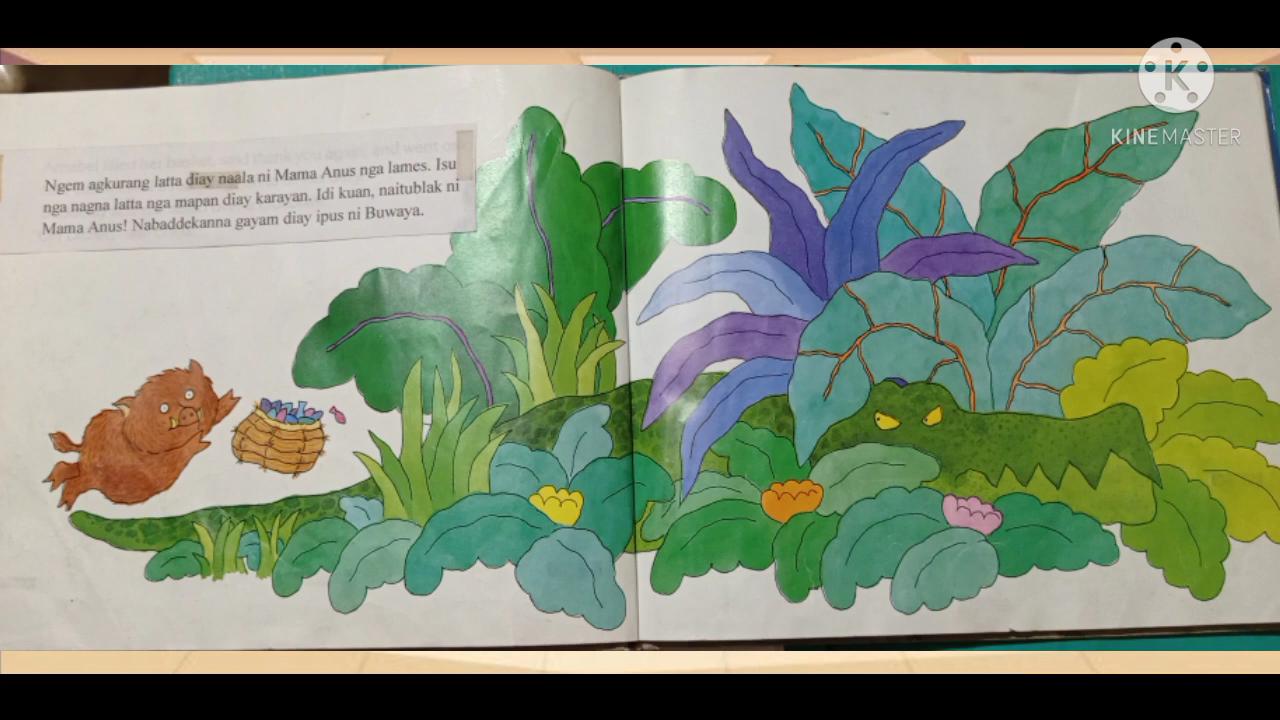 KINEMASTER
Ngem agkurang latta diay naala ni Mama Anus nga lames. Isu
nga nagna latta nga mapan diay karayan. Idi kuan, naitublak ni
Mama Anus! Nabaddekanna gayam diay ipus ni Buwaya.